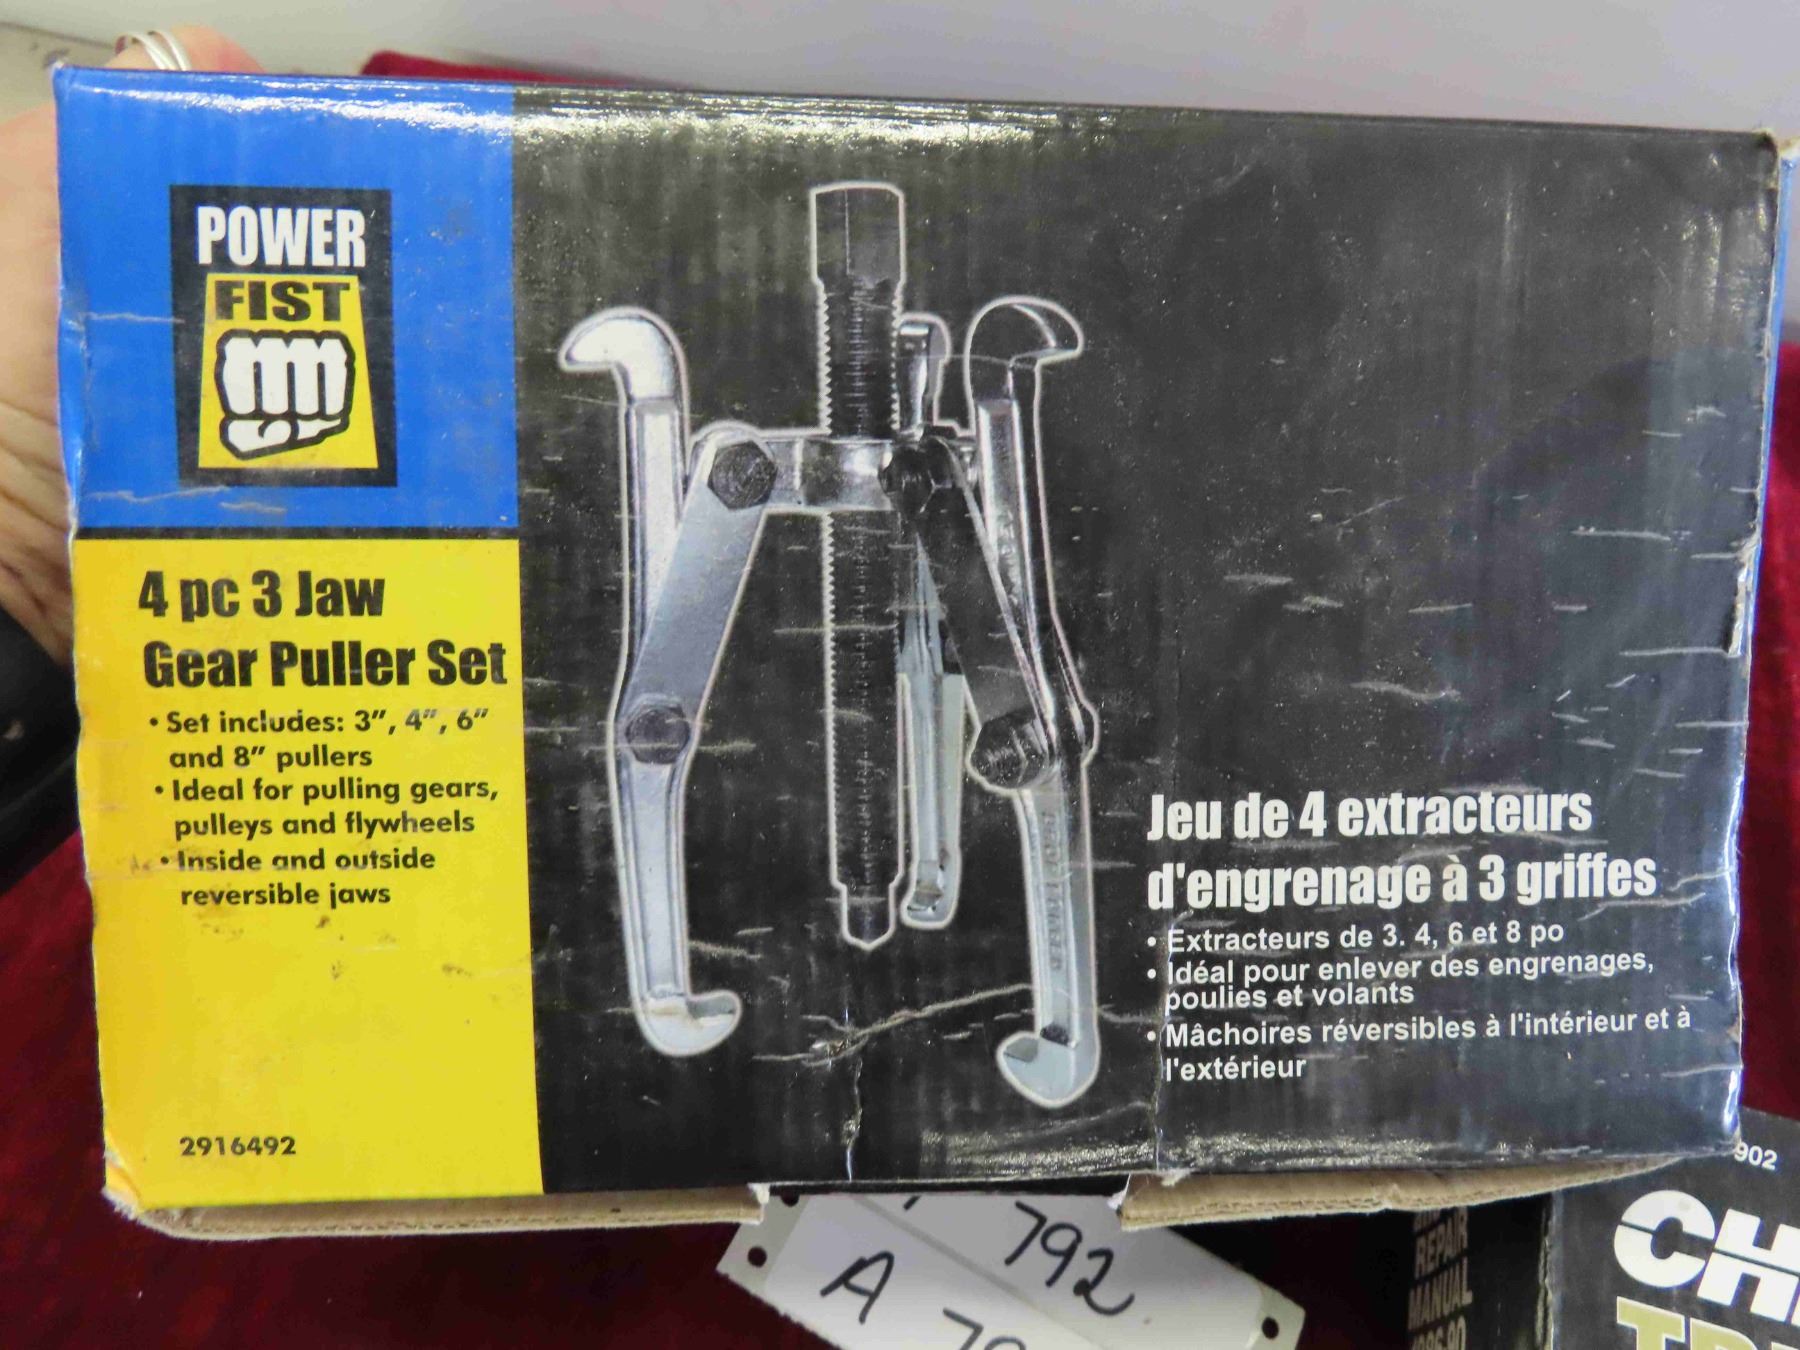 POWER
FIST
4 pc 3 Jaw
Gear Puller Set
• Set includes: 3”, 4”, 6”
and 8” pullers
• Ideal for pulling gears,
pulleys and flywheels
• Inside and outside
reversible jaws
2916492
Jeu de 4 extracteurs
d'engrenage à 3 griffes
• Extracteurs de 3. 4, 6 et 8 po
• Idéal pour enlever des engrenages,
poulies et volants
• Mâchoires réversibles à l'intérieur et à
l'extérieur
792
A
902
REPAIR
MANUAL